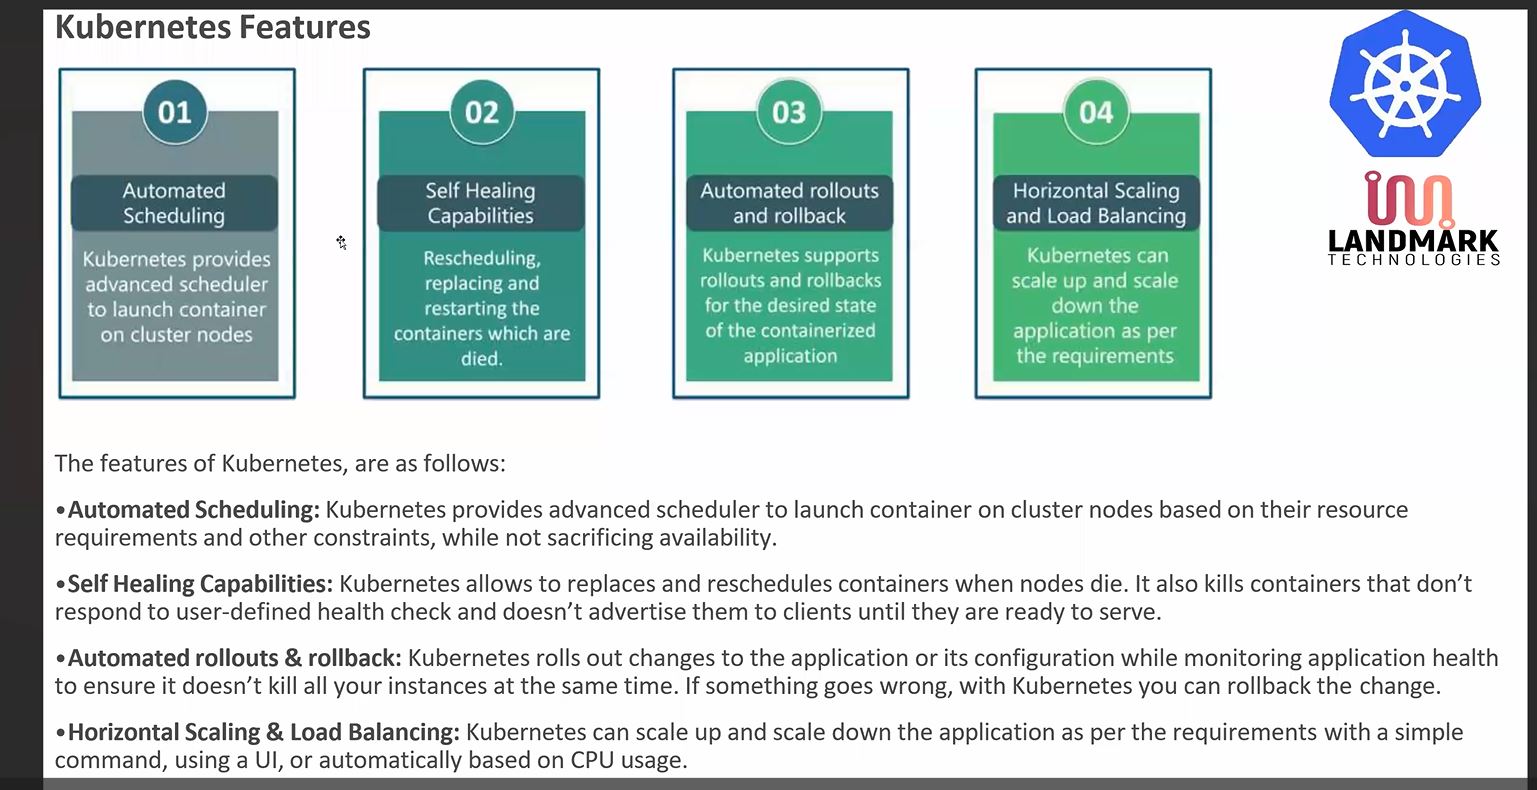 Kubernetes Features
01
Automated
Scheduling
Kubernetes provides
advanced scheduler
to launch container
on cluster nodes
02
Self Healing
Capabilities
Rescheduling,
replacing and
restarting the
containers which are
died.
03
Automated rollouts
and rollback
Kubernetes supports
rollouts and rollbacks
for the desired state
of the containerized
application
04
Horizontal Scaling
and Load Balancing
Kubernetes can
scale up and scale
down the
application as per
the requirements
LANDMARK
TECHNOLOGIES
The features of Kubernetes, are as follows:
•Automated Scheduling: Kubernetes provides advanced scheduler to launch container on cluster nodes based on their resource
requirements and other constraints, while not sacrificing availability.
•Self Healing Capabilities: Kubernetes allows to replaces and reschedules containers when nodes die. It also kills containers that don’t
respond to user-defined health check and doesn’t advertise them to clients until they are ready to serve.
•Automated rollouts & rollback: Kubernetes rolls out changes to the application or its configuration while monitoring application health
to ensure it doesn’t kill all your instances at the same time. If something goes wrong, with Kubernetes you can rollback the change.
•Horizontal Scaling & Load Balancing: Kubernetes can scale up and scale down the application as per the requirements with a simple
command, using a UI, or automatically based on CPU usage.